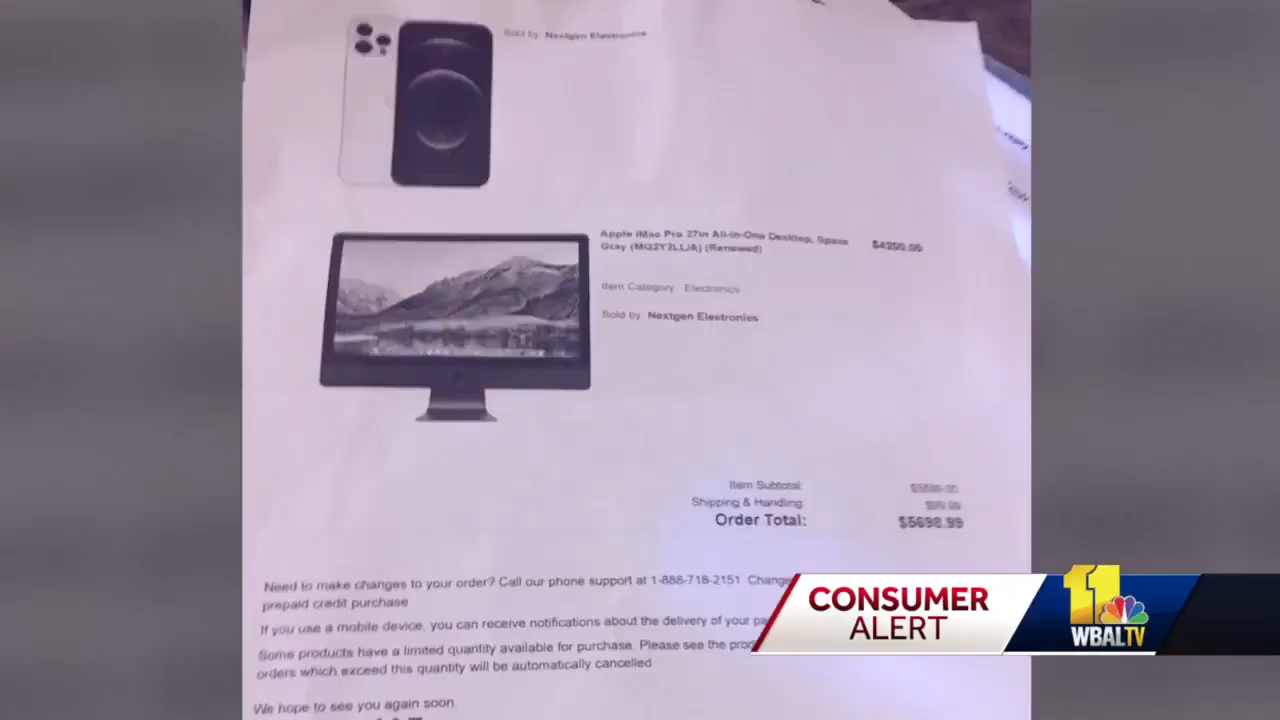 Sold by Nextgen Electronics
Apple iMac Pro 27in All-in-One Desktop, Space
Gray (MQ2Y2LL/A) (Renewed)
Item Category Electronics
Sold by Nextgen Electronics
Item Subtotal:
Shipping & Handling
Order Total: $5698.99
Need to make changes to your order? Call our phone support at 1-888-718-2151 Change
prepaid credit purchase
If you use a mobile device, you can receive notifications about the delivery of your pa
Some products have a limited quantity available for purchase. Please see the prod
orders which exceed this quantity will be automatically cancelled
We hope to see you again soon.
CONSUMER
ALERT
1
WBALTV